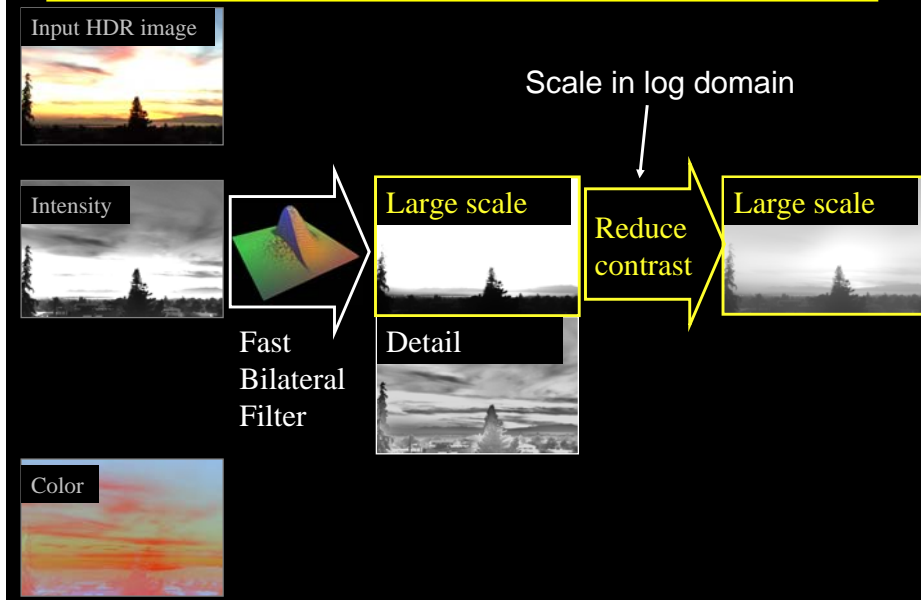 Input HDR image
Scale in log domain
Intensity
Large scale
Reduce
contrast
Large scale
Fast
Bilateral
Filter
Detail
Color